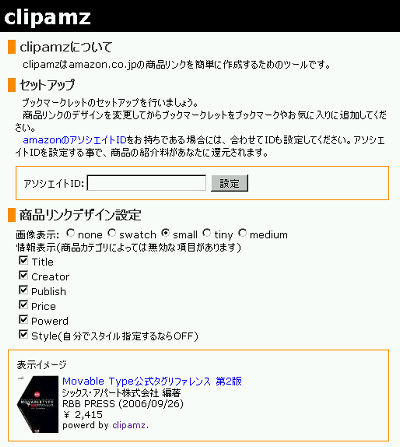 clipamz
clipamzについて
clipamzはamazon.co.jpの商品リンクを簡単に作成するためのツールです。
セットアップ
ブックマークレットのセットアップを行いましょう。
商品リンクのデザインを変更してからブックマークレットをブックマークやお気に入りに追加してくだ
さい。
amazonのアソシエイトIDをお持ちである場合には、合わせてIDも設定してください。アソシエ
イトIDを設定する事で、商品の紹介料があなたに還元されます。
アソシエイトID: 設定
商品リンクデザイン設定
画像表示: none swatch small tiny medium
情報表示(商品カテゴリによっては無効な項目があります)
Title
Creator
Publish
Price
Powerd
Style(自分でスタイル指定するならOFF)
表示イメージ
Movable Type公式タグリファレンス 第2版
シックス・アパート株式会社 編著
RBB PRESS (2006/09/26)
¥ 2,415
powerd by clipamz.